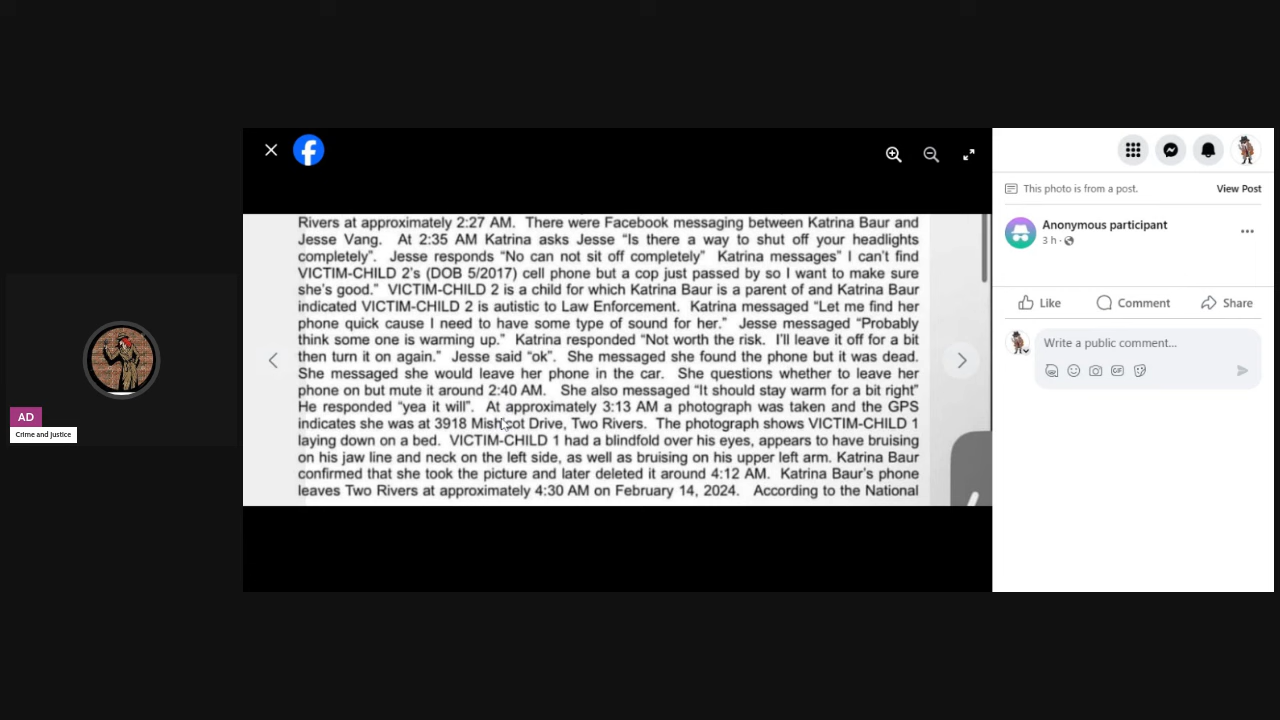 This photo is from a post.
View Post
Rivers at approximately 2:27 AM. There were Facebook messaging between Katrina Baur and
Jesse Vang. At 2:35 AM Katrina asks Jesse “Is there a way to shut off your headlights
completely”. Jesse responds “No can not sit off completely” Katrina messages” I can’t find
VICTIM-CHILD 2’s (DOB 5/2017) cell phone but a cop just passed by so I want to make sure
she’s good.” VICTIM-CHILD 2 is a child for which Katrina Baur is a parent of and Katrina Baur
indicated VICTIM-CHILD 2 is autistic to Law Enforcement. Katrina messaged “Let me find her
phone quick cause I need to have some type of sound for her.” Jesse messaged “Probably
think some one is warming up.” Katrina responded “Not worth the risk. I’ll leave it off for a bit
then turn it on again.” Jesse said “ok”. She messaged she found the phone but it was dead.
She messaged she would leave her phone in the car. She questions whether to leave her
phone on but mute it around 2:40 AM. She also messaged “It should stay warm for a bit right”
He responded “yea it will”. At approximately 3:13 AM a photograph was taken and the GPS
indicates she was at 3918 Mishicot Drive, Two Rivers. The photograph shows VICTIM-CHILD 1
laying down on a bed. VICTIM-CHILD 1 had a blindfold over his eyes, appears to have bruising
on his jaw line and neck on the left side, as well as bruising on his upper left arm. Katrina Baur
confirmed that she took the picture and later deleted it around 4:12 AM. Katrina Baur’s phone
leaves Two Rivers at approximately 4:30 AM on February 14, 2024. According to the National
Anonymous participant
3 h ·
Like
Comment
Share
Write a public comment…
GIF
AD
Crime and Justice